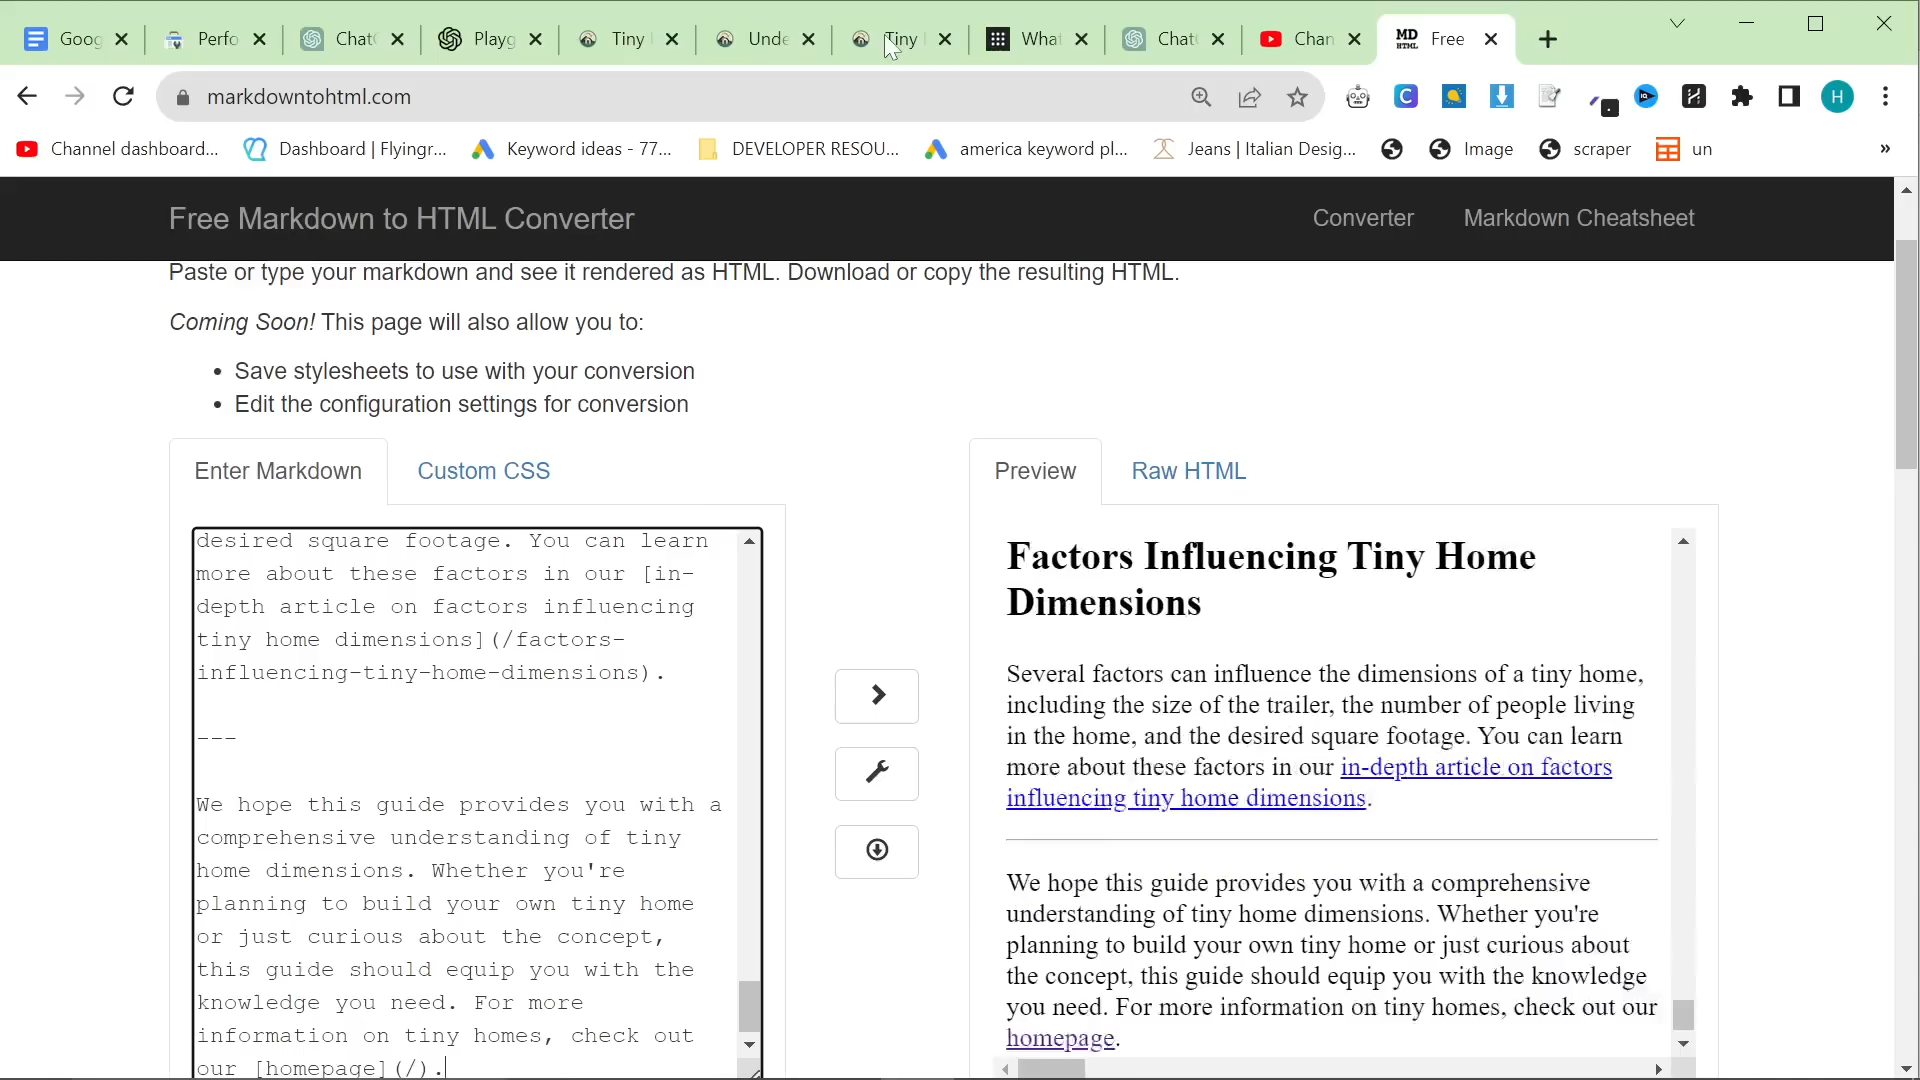 Goog
Perfo
Chat
Playg
Tiny
Unde
Tiny
What
Chat
Chan
MD
HTML
Free
markdowntohtml.com
C
IQ
H
Channel dashboard...
Dashboard | Flyingr...
Keyword ideas - 77...
DEVELOPER RESOU...
america keyword pl...
Jeans | Italian Desig...
Image
scraper
un
»
Free Markdown to HTML Converter
Converter
Markdown Cheatsheet
Paste or type your markdown and see it rendered as HTML. Download or copy the resulting HTML.
Coming Soon! This page will also allow you to:
• Save stylesheets to use with your conversion
• Edit the configuration settings for conversion
Enter Markdown
Custom CSS
desired square footage. You can learn
more about these factors in our [in-
depth article on factors influencing
tiny home dimensions](/factors-
influencing-tiny-home-dimensions).
---
We hope this guide provides you with a
comprehensive understanding of tiny
home dimensions. Whether you're
planning to build your own tiny home
or just curious about the concept,
this guide should equip you with the
knowledge you need. For more
information on tiny homes, check out
our [homepage](/).
Preview
Raw HTML
Factors Influencing Tiny Home
Dimensions
Several factors can influence the dimensions of a tiny home,
including the size of the trailer, the number of people living
in the home, and the desired square footage. You can learn
more about these factors in our in-depth article on factors
influencing tiny home dimensions.
We hope this guide provides you with a comprehensive
understanding of tiny home dimensions. Whether you're
planning to build your own tiny home or just curious about
the concept, this guide should equip you with the knowledge
you need. For more information on tiny homes, check out our
homepage.